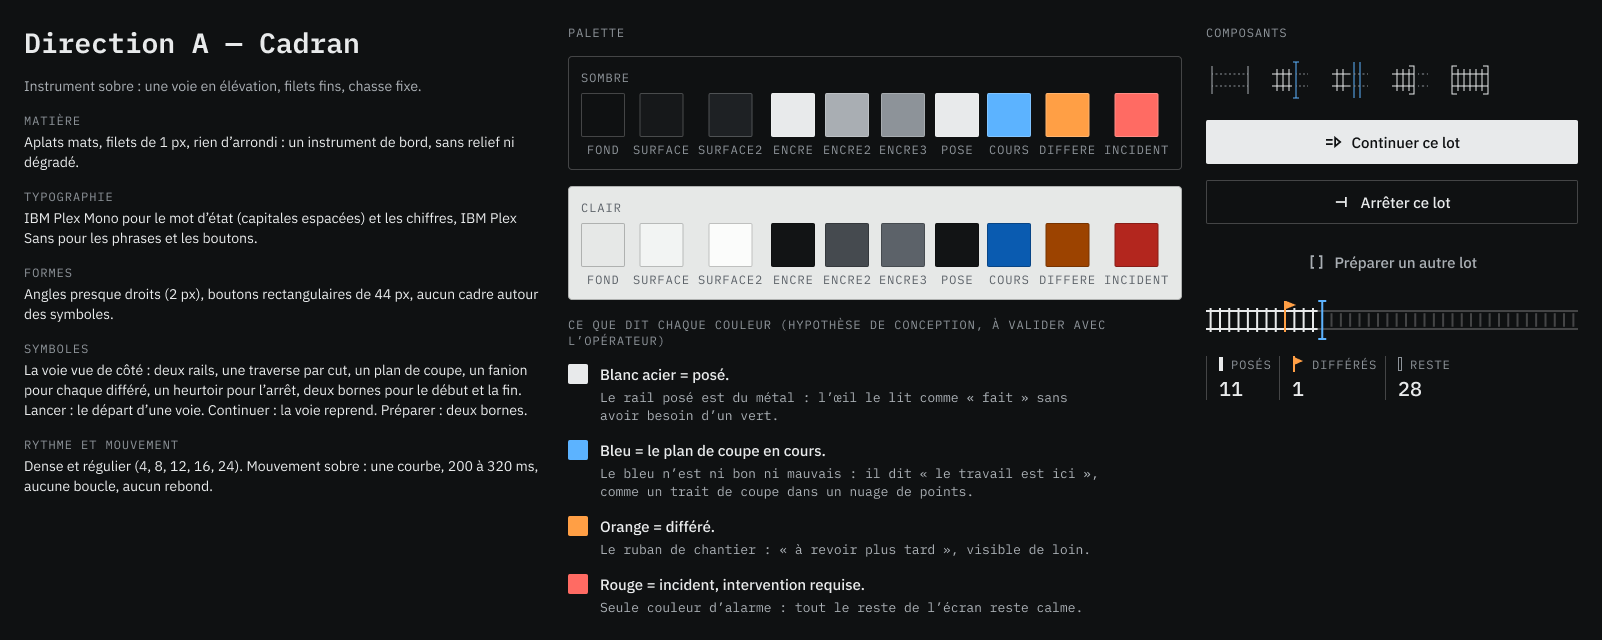 Direction A — Cadran
Instrument sobre : une voie en élévation, filets fins, chasse fixe.
MATIÈRE
Aplats mats, filets de 1 px, rien d’arrondi : un instrument de bord, sans relief ni
dégradé.
TYPOGRAPHIE
IBM Plex Mono pour le mot d’état (capitales espacées) et les chiffres, IBM Plex
Sans pour les phrases et les boutons.
FORMES
Angles presque droits (2 px), boutons rectangulaires de 44 px, aucun cadre autour
des symboles.
SYMBOLES
La voie vue de côté : deux rails, une traverse par cut, un plan de coupe, un fanion
pour chaque différé, un heurtoir pour l’arrêt, deux bornes pour le début et la fin.
Lancer : le départ d’une voie. Continuer : la voie reprend. Préparer : deux bornes.
RYTHME ET MOUVEMENT
Dense et régulier (4, 8, 12, 16, 24). Mouvement sobre : une courbe, 200 à 320 ms,
aucune boucle, aucun rebond.
PALETTE
SOMBRE
FOND SURFACE SURFACE2 ENCRE ENCRE2 ENCRE3 POSE COURS DIFFERE INCIDENT
CLAIR
FOND SURFACE SURFACE2 ENCRE ENCRE2 ENCRE3 POSE COURS DIFFERE INCIDENT
CE QUE DIT CHAQUE COULEUR (HYPOTHÈSE DE CONCEPTION, À VALIDER AVEC
L’OPÉRATEUR)
Blanc acier = posé.
Le rail posé est du métal : l’œil le lit comme « fait » sans
avoir besoin d’un vert.
Bleu = le plan de coupe en cours.
Le bleu n’est ni bon ni mauvais : il dit « le travail est ici »,
comme un trait de coupe dans un nuage de points.
Orange = différé.
Le ruban de chantier : « à revoir plus tard », visible de loin.
Rouge = incident, intervention requise.
Seule couleur d’alarme : tout le reste de l’écran reste calme.
COMPOSANTS
Continuer ce lot
Arrêter ce lot
Préparer un autre lot
POSÉS DIFFÉRÉS RESTE
11 1 28